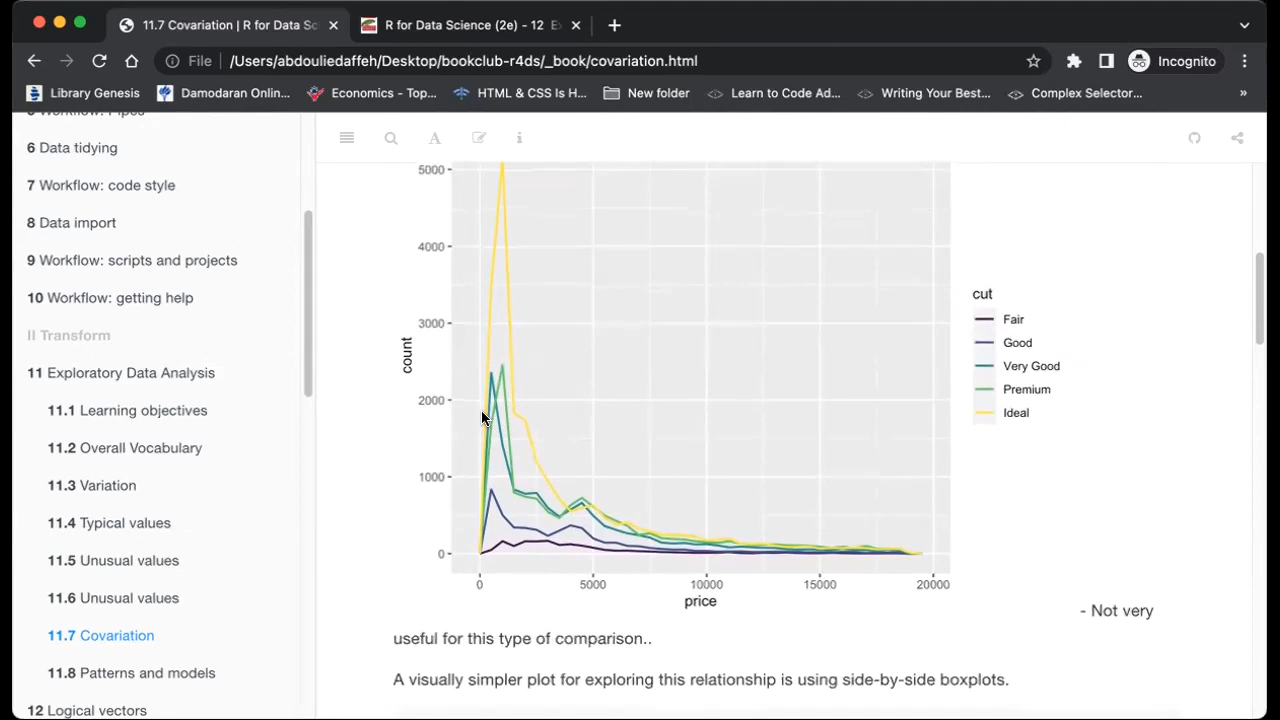 11.7 Covariation | R for Data Sc
R for Data Science (2e) - 12 E
File
/Users/abdouliedaffeh/Desktop/bookclub-r4ds/_book/covariation.html
Incognito
Library Genesis
Damodaran Onlin...
Economics - Top...
HTML & CSS Is H...
New folder
Learn to Code Ad...
Writing Your Best...
Complex Selector...
»
5 Workflow: Pipes
6 Data tidying
7 Workflow: code style
8 Data import
9 Workflow: scripts and projects
10 Workflow: getting help
II Transform
11 Exploratory Data Analysis
11.1 Learning objectives
11.2 Overall Vocabulary
11.3 Variation
11.4 Typical values
11.5 Unusual values
11.6 Unusual values
11.7 Covariation
11.8 Patterns and models
12 Logical vectors
A
i
5000
4000
3000
2000
1000
0
count
0
5000
10000
15000
20000
price
cut
Fair
Good
Very Good
Premium
Ideal
- Not very
useful for this type of comparison..
A visually simpler plot for exploring this relationship is using side-by-side boxplots.